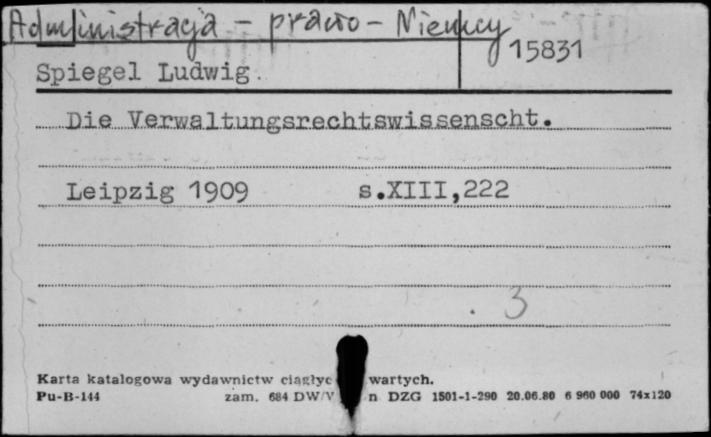 Administracja - prawo - Niemcy
15831
Spiegel Ludwig.
Die Verwaltungsrechtswissenscht.
Leipzig 1909 s.XIII,222
3
Karta katalogowa wydawnictw ciągłyc wartych.
Pu-B-144 zam. 684 DW/V n DZG 1501-1-290 20.06.80 6 960 000 74x120